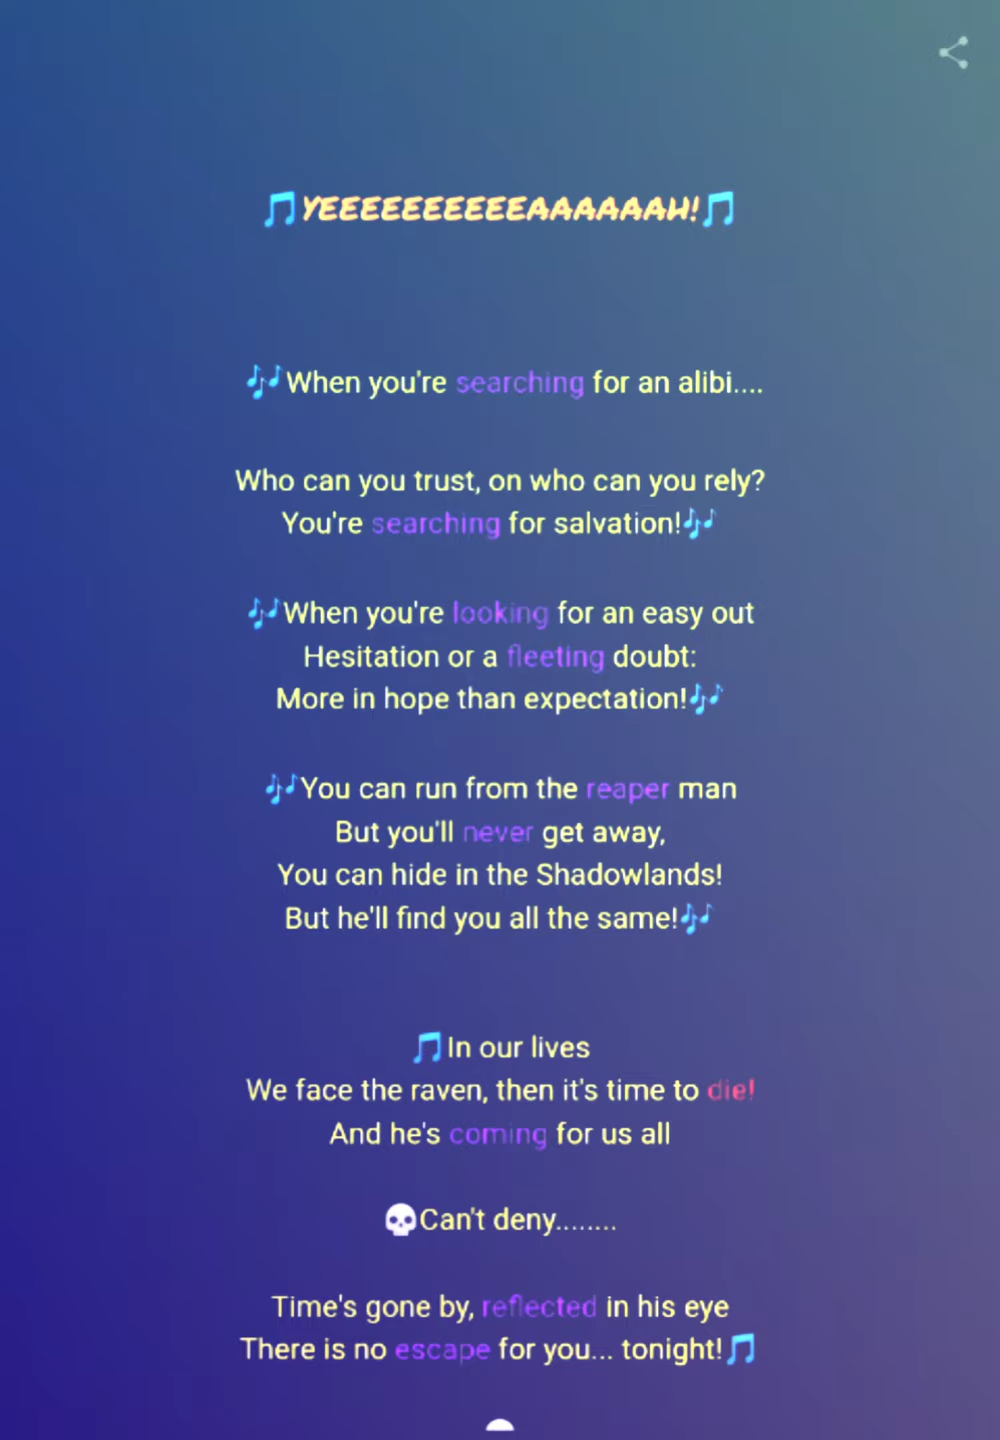 🎵YEEEEEEEEEEAAAAAAH!🎵
🎶When you're searching for an alibi....
Who can you trust, on who can you rely?
You're searching for salvation!🎶
🎶When you're looking for an easy out
Hesitation or a fleeting doubt:
More in hope than expectation!🎶
🎶You can run from the reaper man
But you'll never get away,
You can hide in the Shadowlands!
But he'll find you all the same!🎶
🎵In our lives
We face the raven, then it's time to die!
And he's coming for us all
💀Can't deny........
Time's gone by, reflected in his eye
There is no escape for you... tonight!🎵